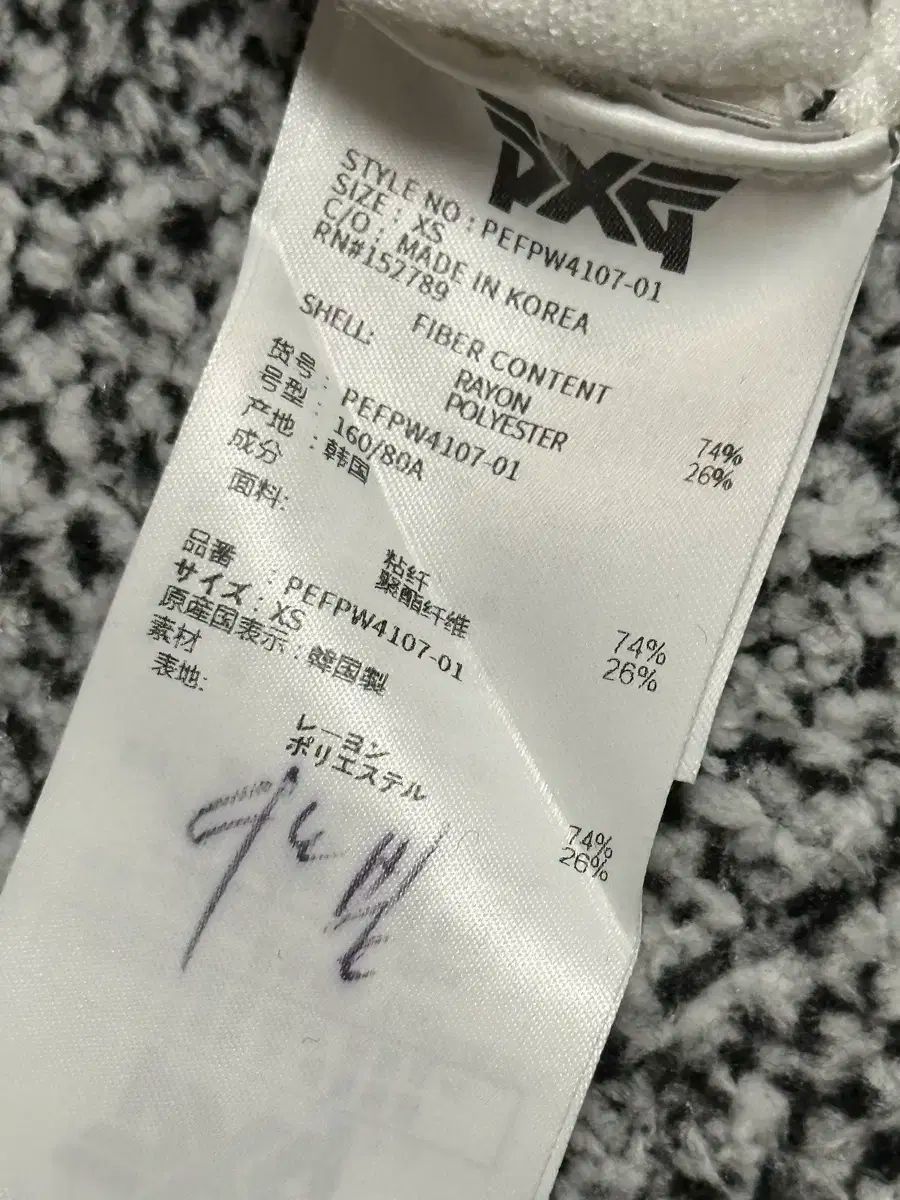 PXG
STYLE NO : PEFPW4107-01
SIZE : XS
C/O : MADE IN KOREA
RN#157789
FIBER CONTENT
SHELL:
RAYON 74%
POLYESTER 26%
货号 : PEFPW4107-01
号型 : 160/80A
产地 : 韩国
成分
面料:
粘纤 74%
聚酯纤维 26%
品番 : PEFPW4107-01
サイズ : XS
原産国表示 : 韓国製
素材
表地:
レーヨン 74%
ポリエステル 26%